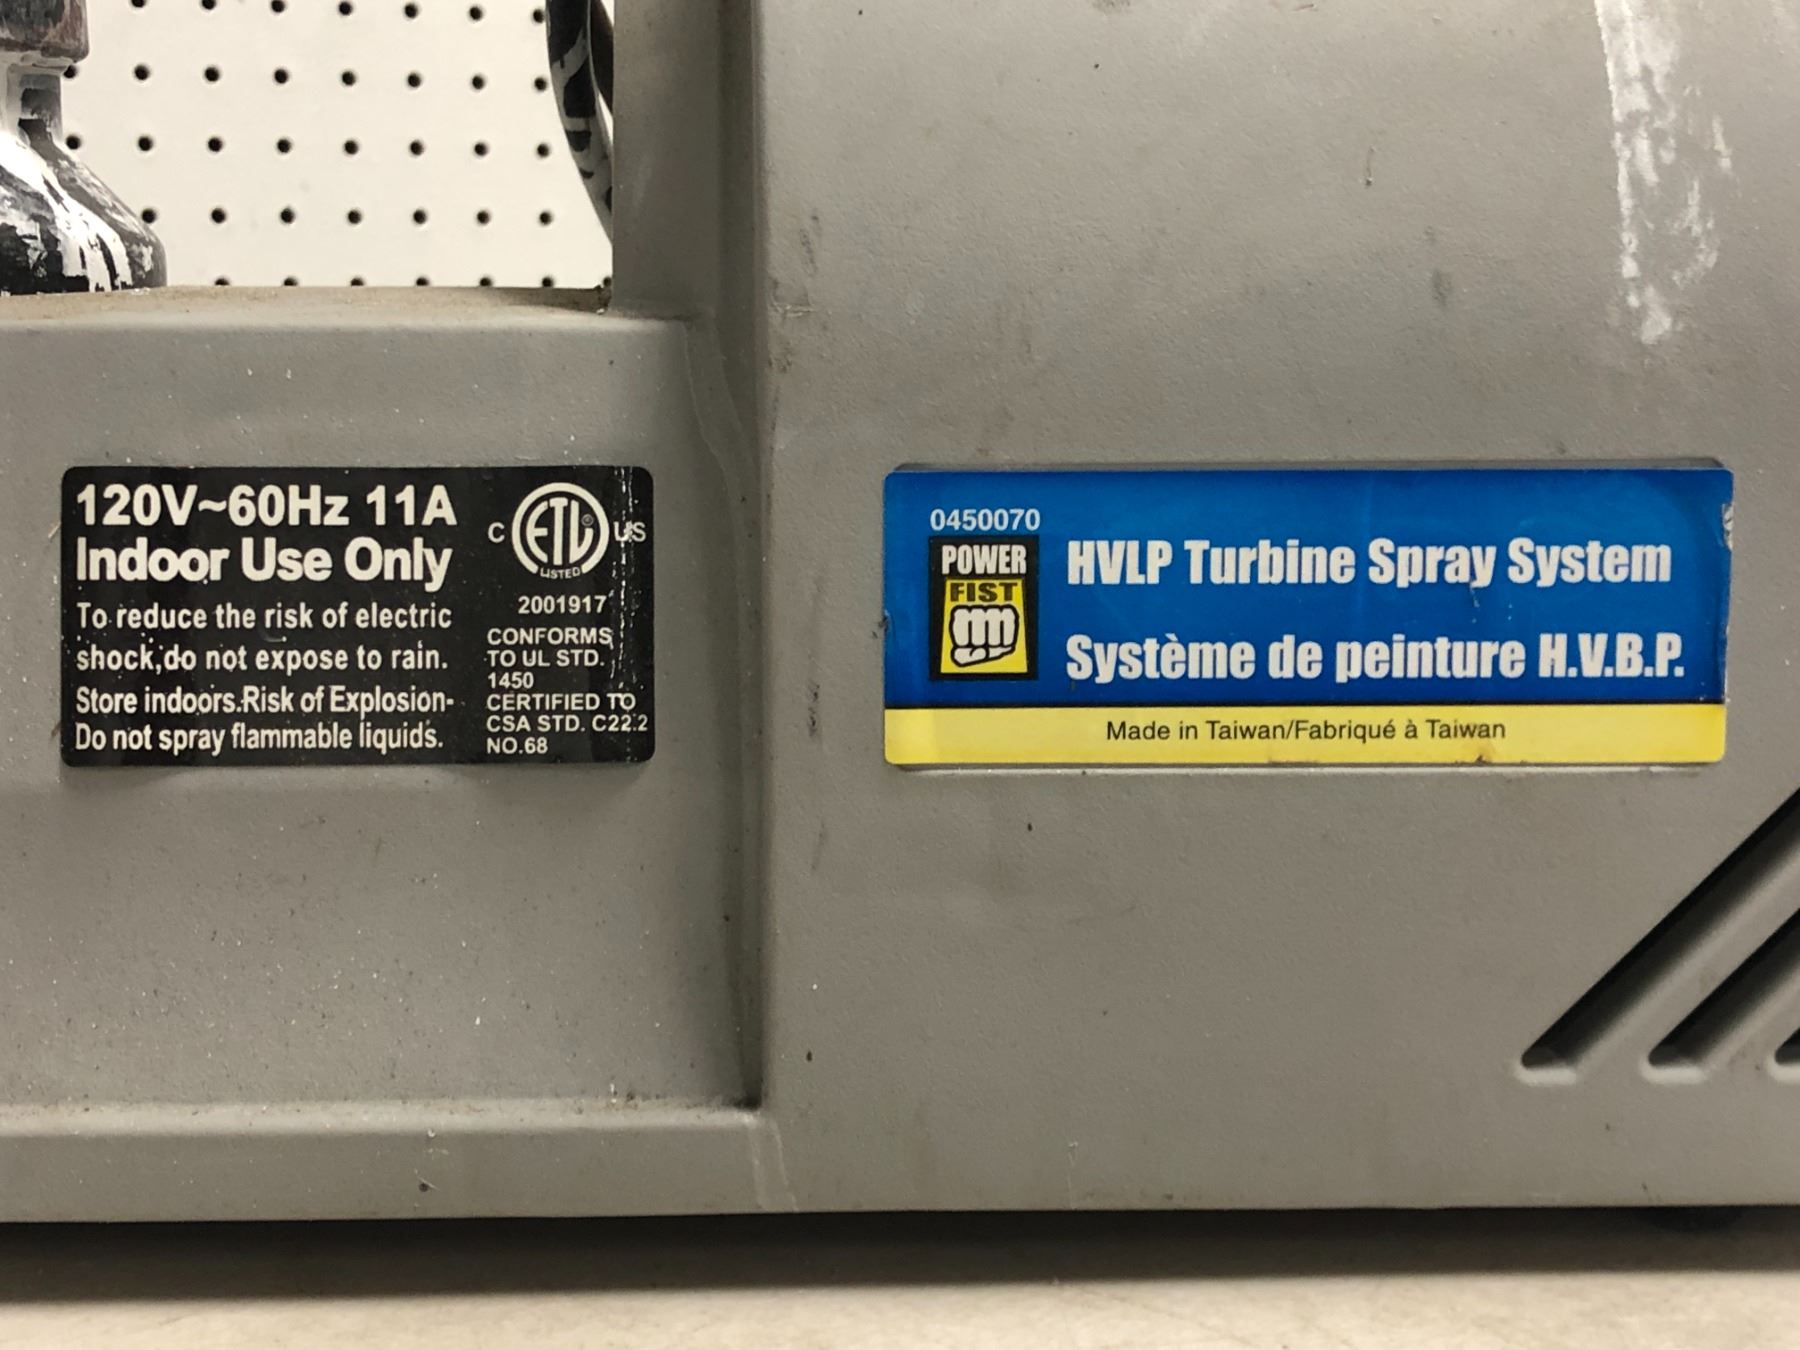 120V~60Hz 11A
Indoor Use Only
To reduce the risk of electric
shock,do not expose to rain.
Store indoors.Risk of Explosion-
Do not spray flammable liquids.
C ETL® US
LISTED
2001917
CONFORMS
TO UL STD.
1450
CERTIFIED TO
CSA STD. C22.2
NO.68
0450070
POWER
FIST
HVLP Turbine Spray System
Système de peinture H.V.B.P.
Made in Taiwan/Fabriqué à Taiwan